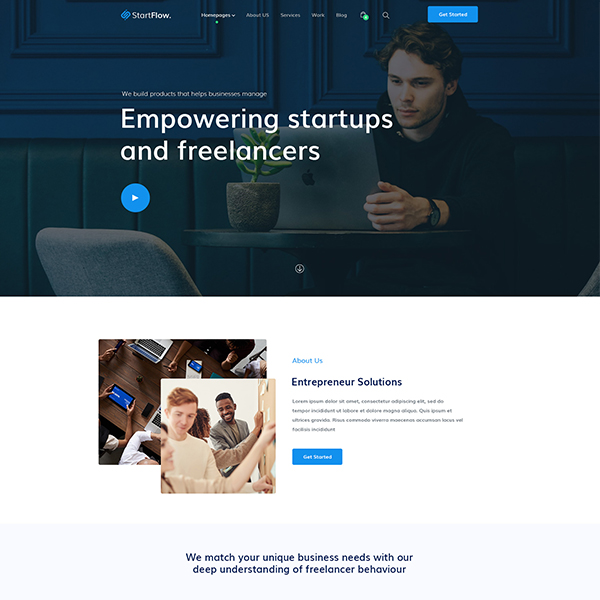 StartFlow.
Homepages
About US
Services
Work
Blog
Get Started
We build products that helps businesses manage
Empowering startups
and freelancers
About Us
Entrepreneur Solutions
Lorem ipsum dolor sit amet, consectetur adipiscing elit, sed do
tempor incididunt ut labore et dolore magna aliqua. Quis ipsum et
ultrices gravida. Risus commodo viverra maecenas accumsan lacus vel
facilisis incididunt
Get Started
We match your unique business needs with our
deep understanding of freelancer behaviour